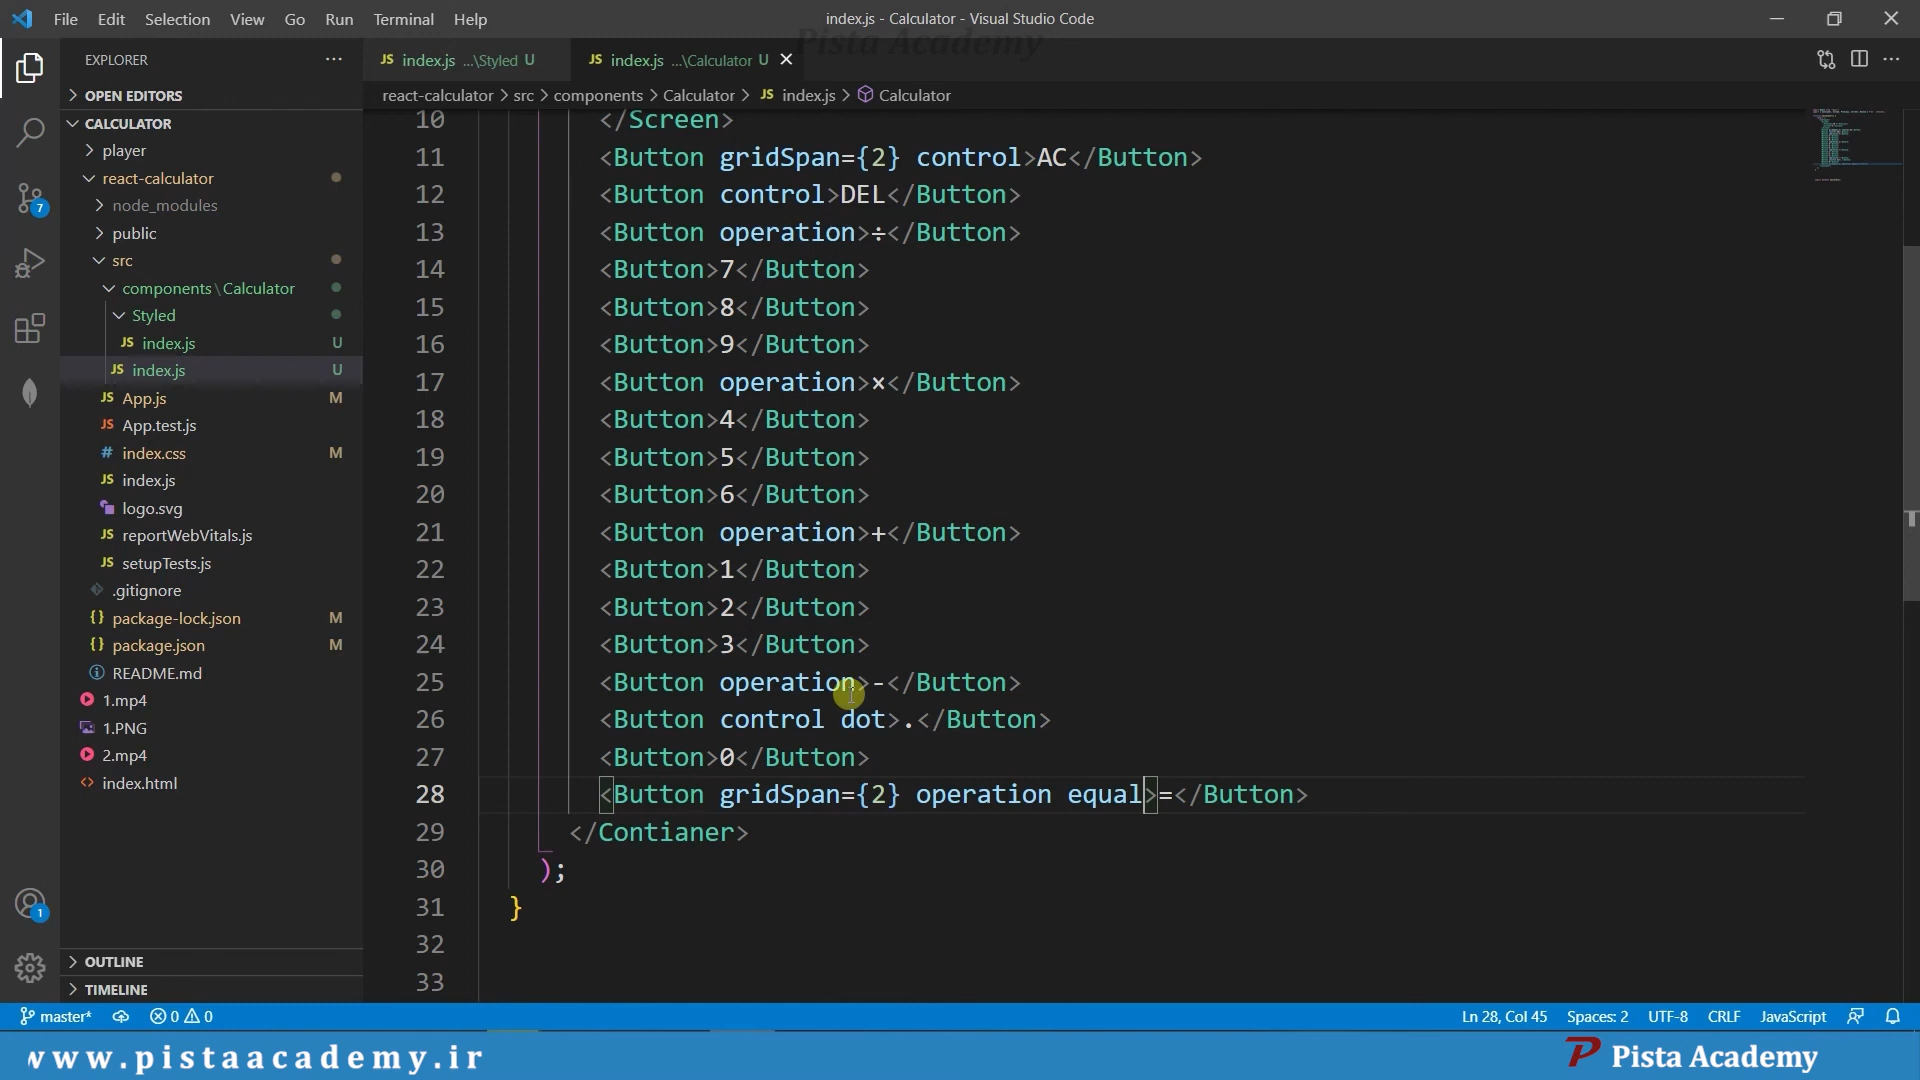 File Edit Selection View Go Run Terminal Help
index.js - Calculator - Visual Studio Code
Pista Academy
EXPLORER
OPEN EDITORS
CALCULATOR
player
react-calculator
node_modules
public
src
components\Calculator
Styled
index.js U
index.js U
App.js M
App.test.js
index.css M
index.js
logo.svg
reportWebVitals.js
setupTests.js
.gitignore
package-lock.json M
package.json M
README.md
1.mp4
1.PNG
2.mp4
index.html
OUTLINE
TIMELINE
7
1
JS index.js ...\Styled U
JS index.js ...\Calculator U
react-calculator > src > components > Calculator > JS index.js > Calculator
10 </Screen>
11 <Button gridSpan={2} control>AC</Button>
12 <Button control>DEL</Button>
13 <Button operation>÷</Button>
14 <Button>7</Button>
15 <Button>8</Button>
16 <Button>9</Button>
17 <Button operation>×</Button>
18 <Button>4</Button>
19 <Button>5</Button>
20 <Button>6</Button>
21 <Button operation>+</Button>
22 <Button>1</Button>
23 <Button>2</Button>
24 <Button>3</Button>
25 <Button operation>-</Button>
26 <Button control dot>.</Button>
27 <Button>0</Button>
28 <Button gridSpan={2} operation equal>=</Button>
29 </Contianer>
30 );
31 }
32
33
master* 0 0
Ln 28, Col 45 Spaces: 2 UTF-8 CRLF JavaScript
www.pistaacademy.ir
Pista Academy